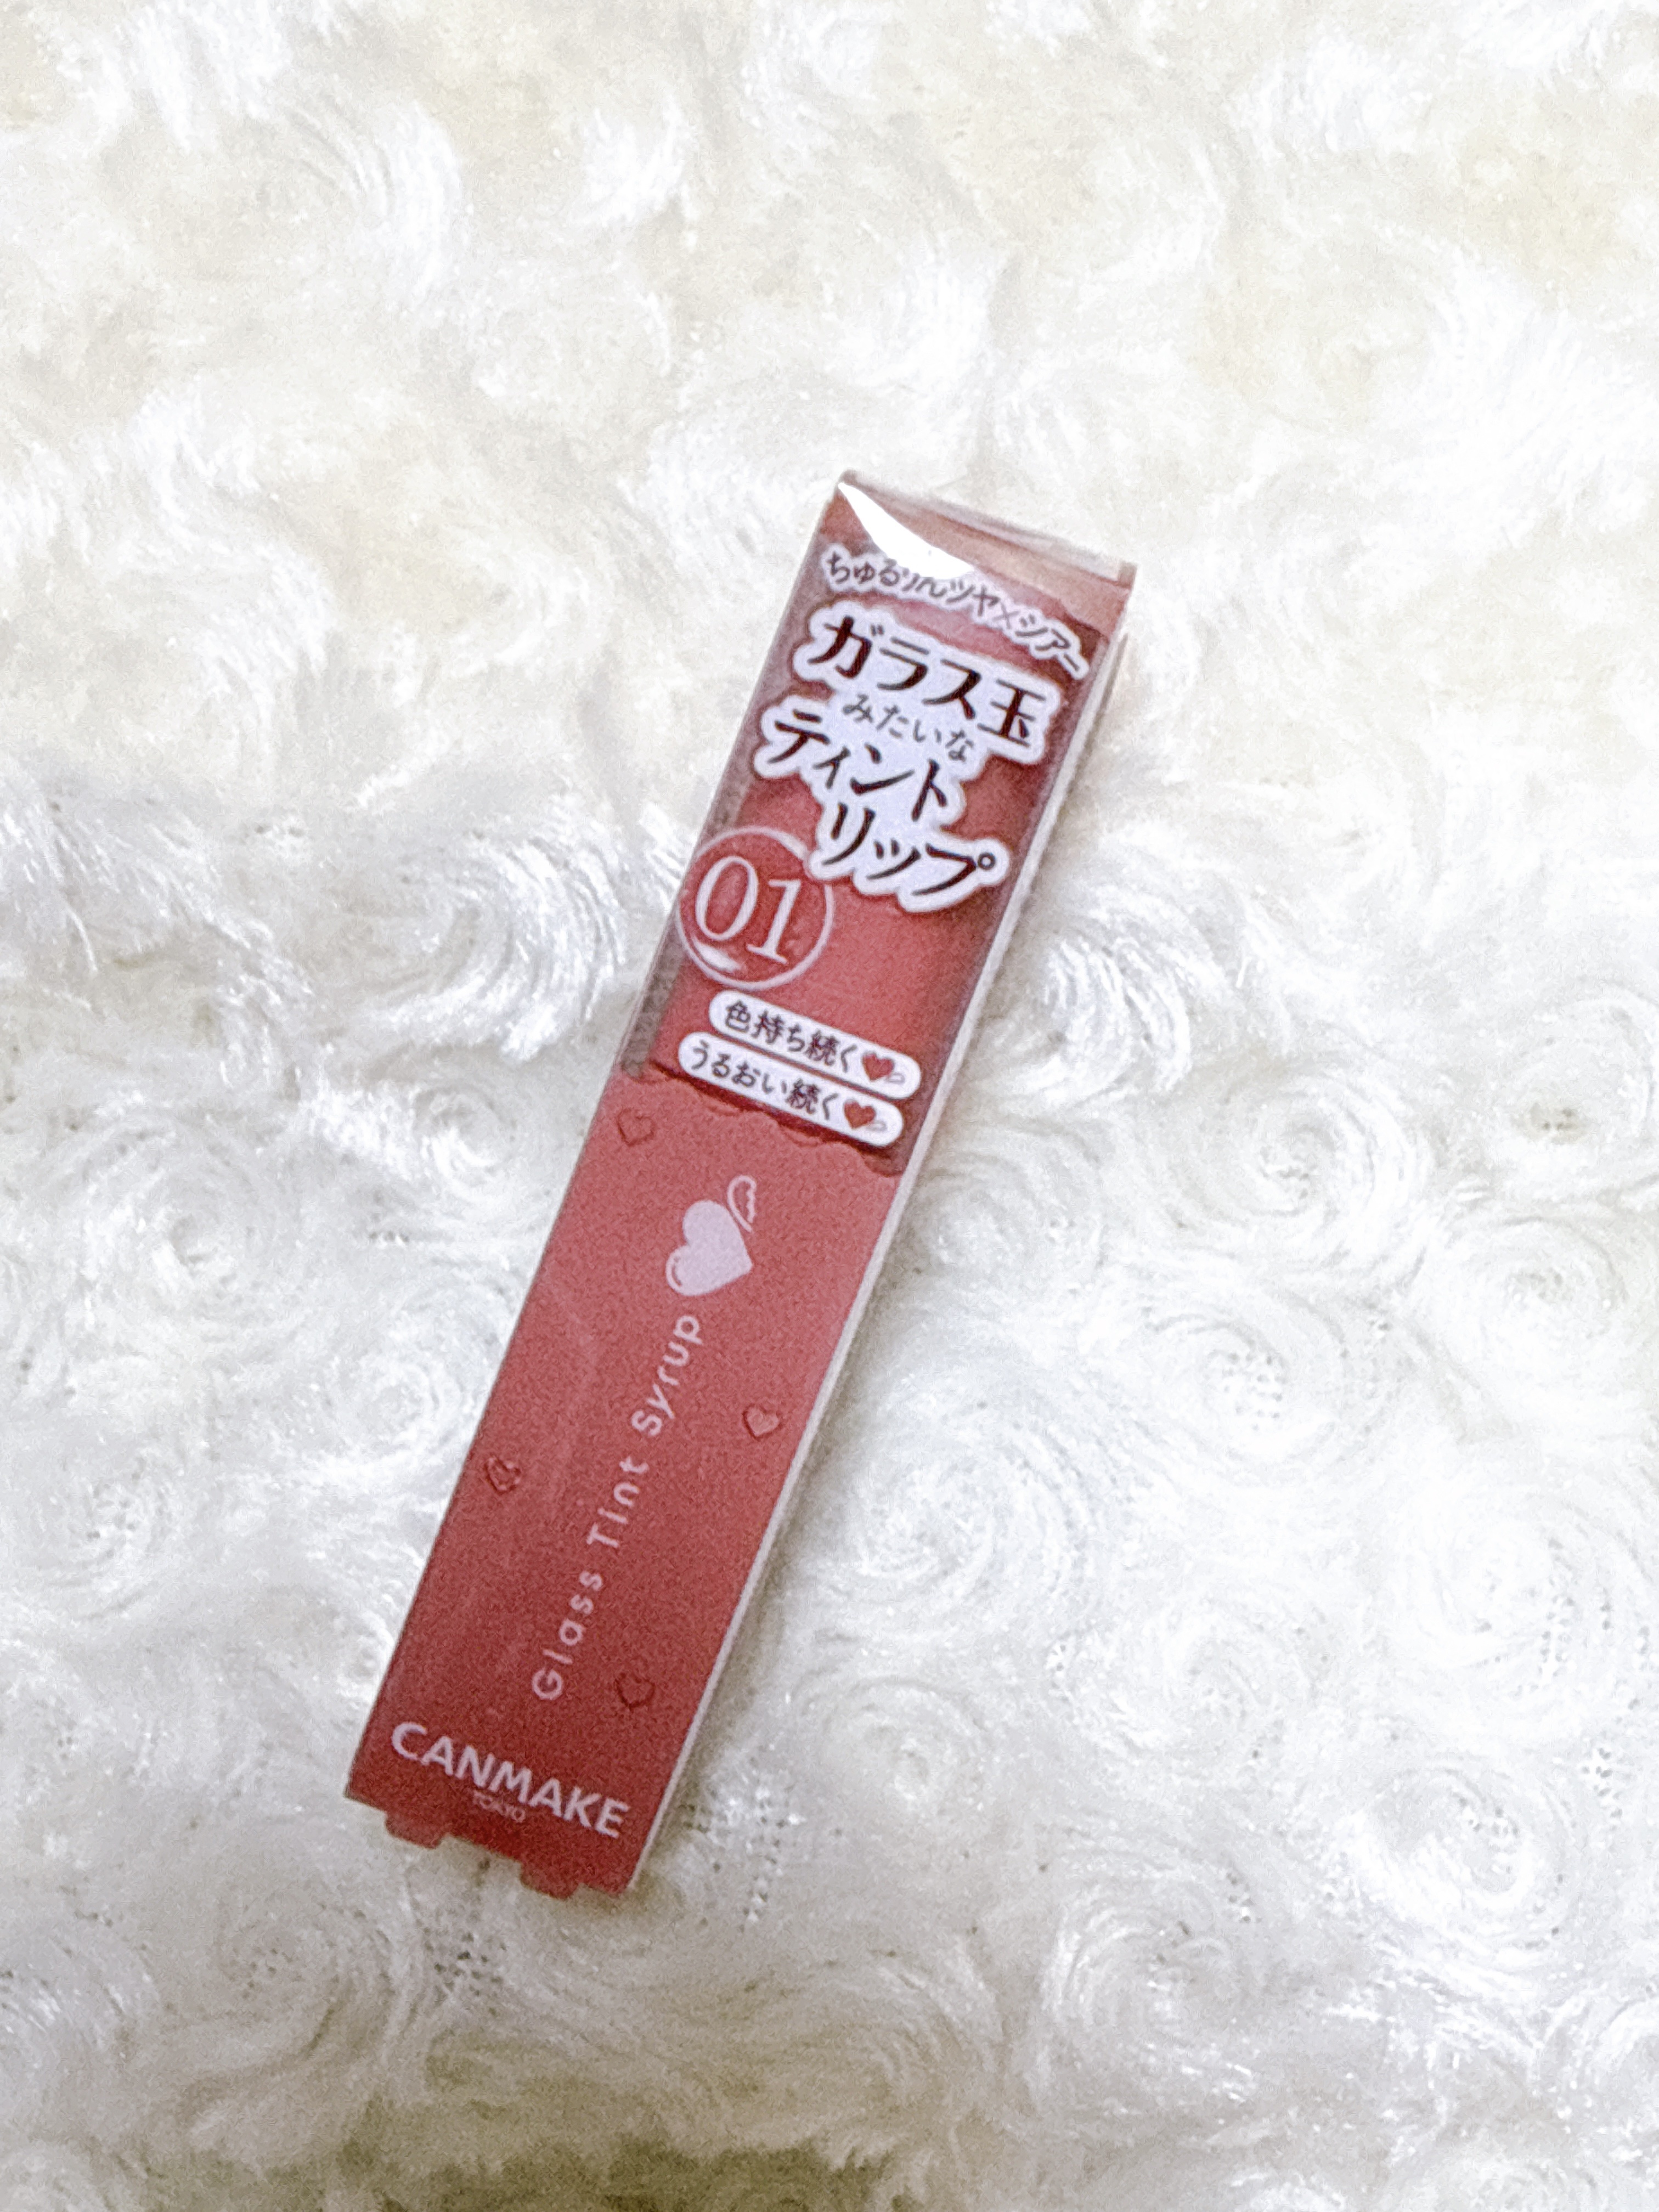 ちゅるりんツヤ×シアー
ガラス玉
みたいな
ティント
リップ
01
色持ち続く
うるおい続く
Glass Tint Syrup
CANMAKE
TOKYO